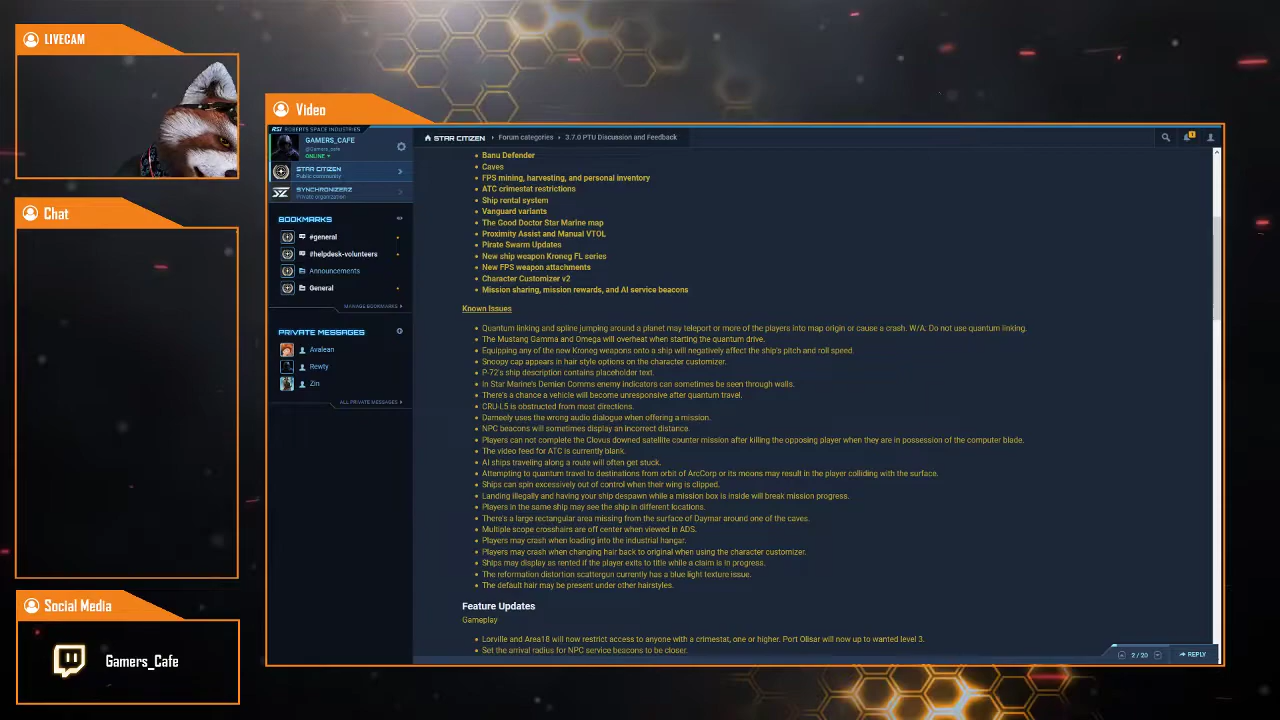 LIVECAM
Chat
Social Media
Gamers_Cafe
Video
RSI ROBERTS SPACE INDUSTRIES
GAMERS_CAFE
@Gamers_cafe
ONLINE
STAR CITIZEN
Public community
SYNCHRONIZERZ
Private organization
BOOKMARKS
#general
#helpdesk-volunteers
Announcements
General
MANAGE BOOKMARKS
PRIVATE MESSAGES
Avalean
Rewty
Zin
ALL PRIVATE MESSAGES
STAR CITIZEN Forum categories 3.7.0 PTU Discussion and Feedback
1
Banu Defender
Caves
FPS mining, harvesting, and personal inventory
ATC crimestat restrictions
Ship rental system
Vanguard variants
The Good Doctor Star Marine map
Proximity Assist and Manual VTOL
Pirate Swarm Updates
New ship weapon Kroneg FL series
New FPS weapon attachments
Character Customizer v2
Mission sharing, mission rewards, and AI service beacons
Known Issues
Quantum linking and spline jumping around a planet may teleport or more of the players into map origin or cause a crash. W/A: Do not use quantum linking.
The Mustang Gamma and Omega will overheat when starting the quantum drive.
Equipping any of the new Kroneg weapons onto a ship will negatively affect the ship's pitch and roll speed.
Snoopy cap appears in hair style options on the character customizer.
P-72's ship description contains placeholder text.
In Star Marine's Demien Comms enemy indicators can sometimes be seen through walls.
There's a chance a vehicle will become unresponsive after quantum travel.
CRU-L5 is obstructed from most directions.
Dameely uses the wrong audio dialogue when offering a mission.
NPC beacons will sometimes display an incorrect distance.
Players can not complete the Clovus downed satellite counter mission after killing the opposing player when they are in possession of the computer blade.
The video feed for ATC is currently blank.
AI ships traveling along a route will often get stuck.
Attempting to quantum travel to destinations from orbit of ArcCorp or its moons may result in the player colliding with the surface.
Ships can spin excessively out of control when their wing is clipped.
Landing illegally and having your ship despawn while a mission box is inside will break mission progress.
Players in the same ship may see the ship in different locations.
There's a large rectangular area missing from the surface of Daymar around one of the caves.
Multiple scope crosshairs are off center when viewed in ADS.
Players may crash when loading into the industrial hangar.
Players may crash when changing hair back to original when using the character customizer.
Ships may display as rented if the player exits to title while a claim is in progress.
The reformation distortion scattergun currently has a blue light texture issue.
The default hair may be present under other hairstyles.
Feature Updates
Gameplay
Lorville and Area18 will now restrict access to anyone with a crimestat, one or higher. Port Olisar will now up to wanted level 3.
Set the arrival radius for NPC service beacons to be closer.
2 / 20
REPLY